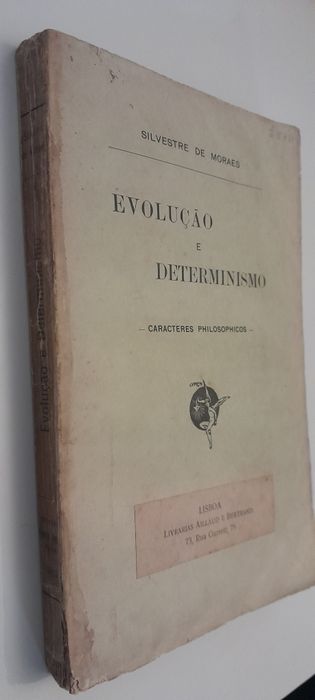 SILVESTRE DE MORAES
EVOLUÇÃO
E
DETERMINISMO
— CARACTERES PHILOSOPHICOS —
LISBOA
LIVRARIAS AILLAUD E BERTRAND
73, RUA GARRETT, 75
Evolução e Determinismo